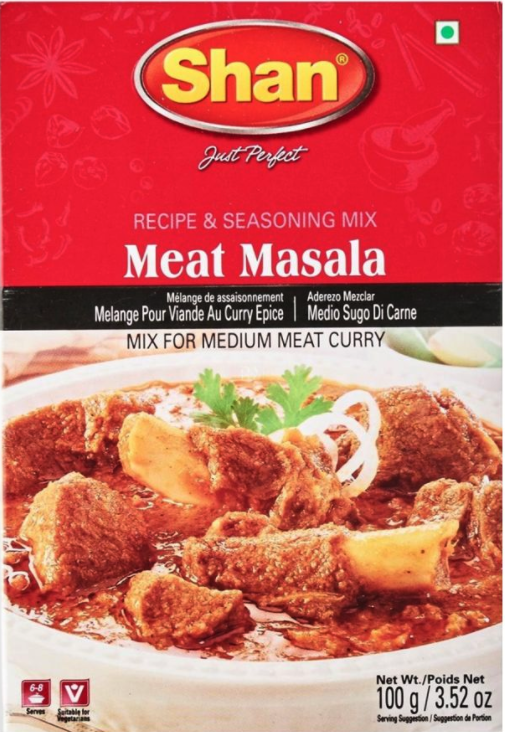 Shan®
Just Perfect
RECIPE & SEASONING MIX
Meat Masala
Mélange de assaisonnement
Melange Pour Viande Au Curry Epice
Aderezo Mezclar
Medio Sugo Di Carne
MIX FOR MEDIUM MEAT CURRY
6-8
Serves
V
Suitable for
Vegetarians
Net Wt./Poids Net
100 g / 3.52 oz
Serving Suggestion / Suggestion de Portion